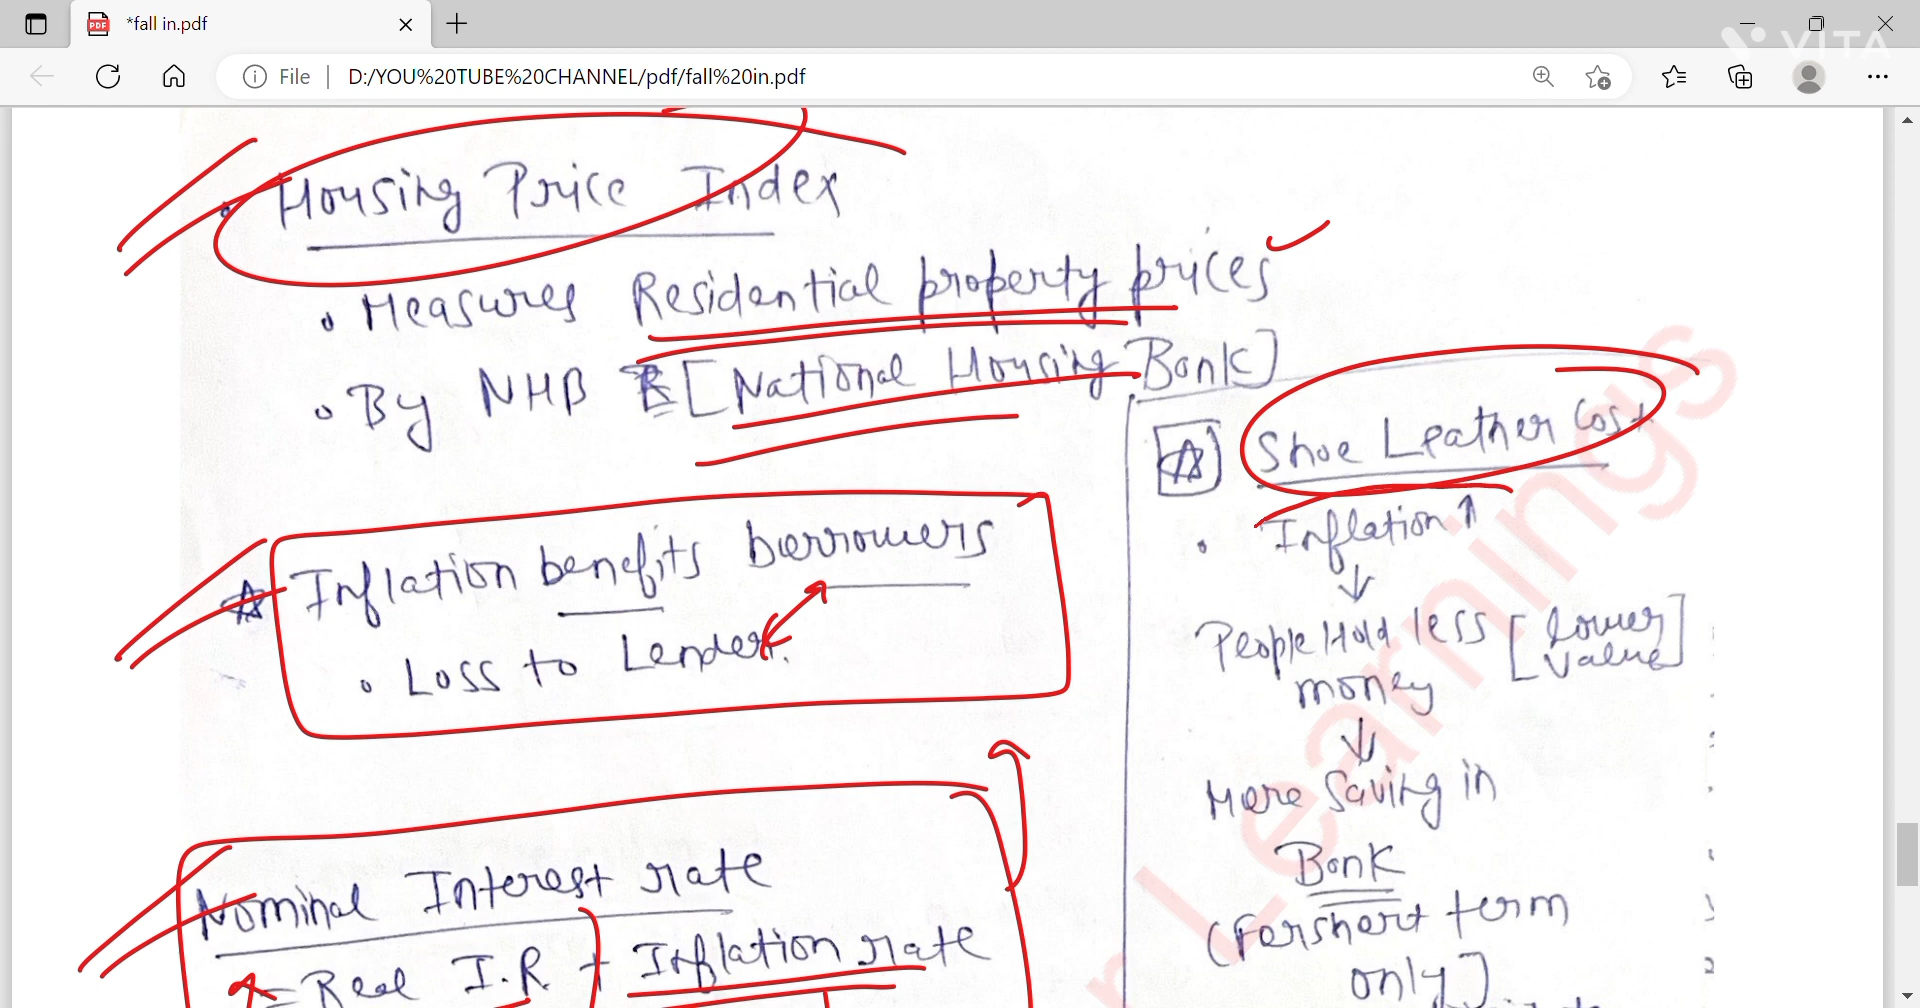 *fall in.pdf
VITA
File | D:/YOU%20TUBE%20CHANNEL/pdf/fall%20in.pdf
Housing Price Index
• Measures Residential property prices
• By NHB [National Housing Bank]
Inflation benefits borrowers
• Loss to Lender.
Nominal Interest rate
= Real I.R + Inflation rate
Shoe Leather Cost
• Inflation ↑
↓
People Hold less [lower value]
money
↓
More Saving in
Bank
(For short term
only]
Learnings